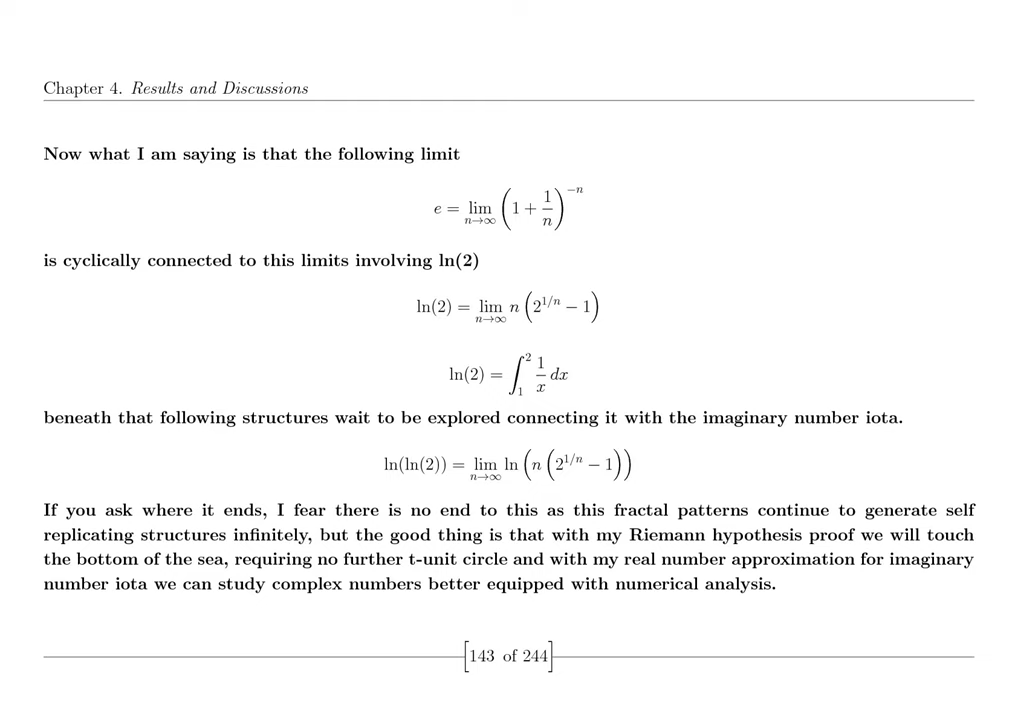 Chapter 4. Results and Discussions
Now what I am saying is that the following limit
e = lim_{n→∞} (1 + 1/n)^{−n}
is cyclically connected to this limits involving ln(2)
ln(2) = lim_{n→∞} n (2^{1/n} − 1)
ln(2) = ∫_1^2 1/x dx
beneath that following structures wait to be explored connecting it with the imaginary number iota.
ln(ln(2)) = lim_{n→∞} ln (n (2^{1/n} − 1))
If you ask where it ends, I fear there is no end to this as this fractal patterns continue to generate self
replicating structures infinitely, but the good thing is that with my Riemann hypothesis proof we will touch
the bottom of the sea, requiring no further t-unit circle and with my real number approximation for imaginary
number iota we can study complex numbers better equipped with numerical analysis.
[143 of 244]